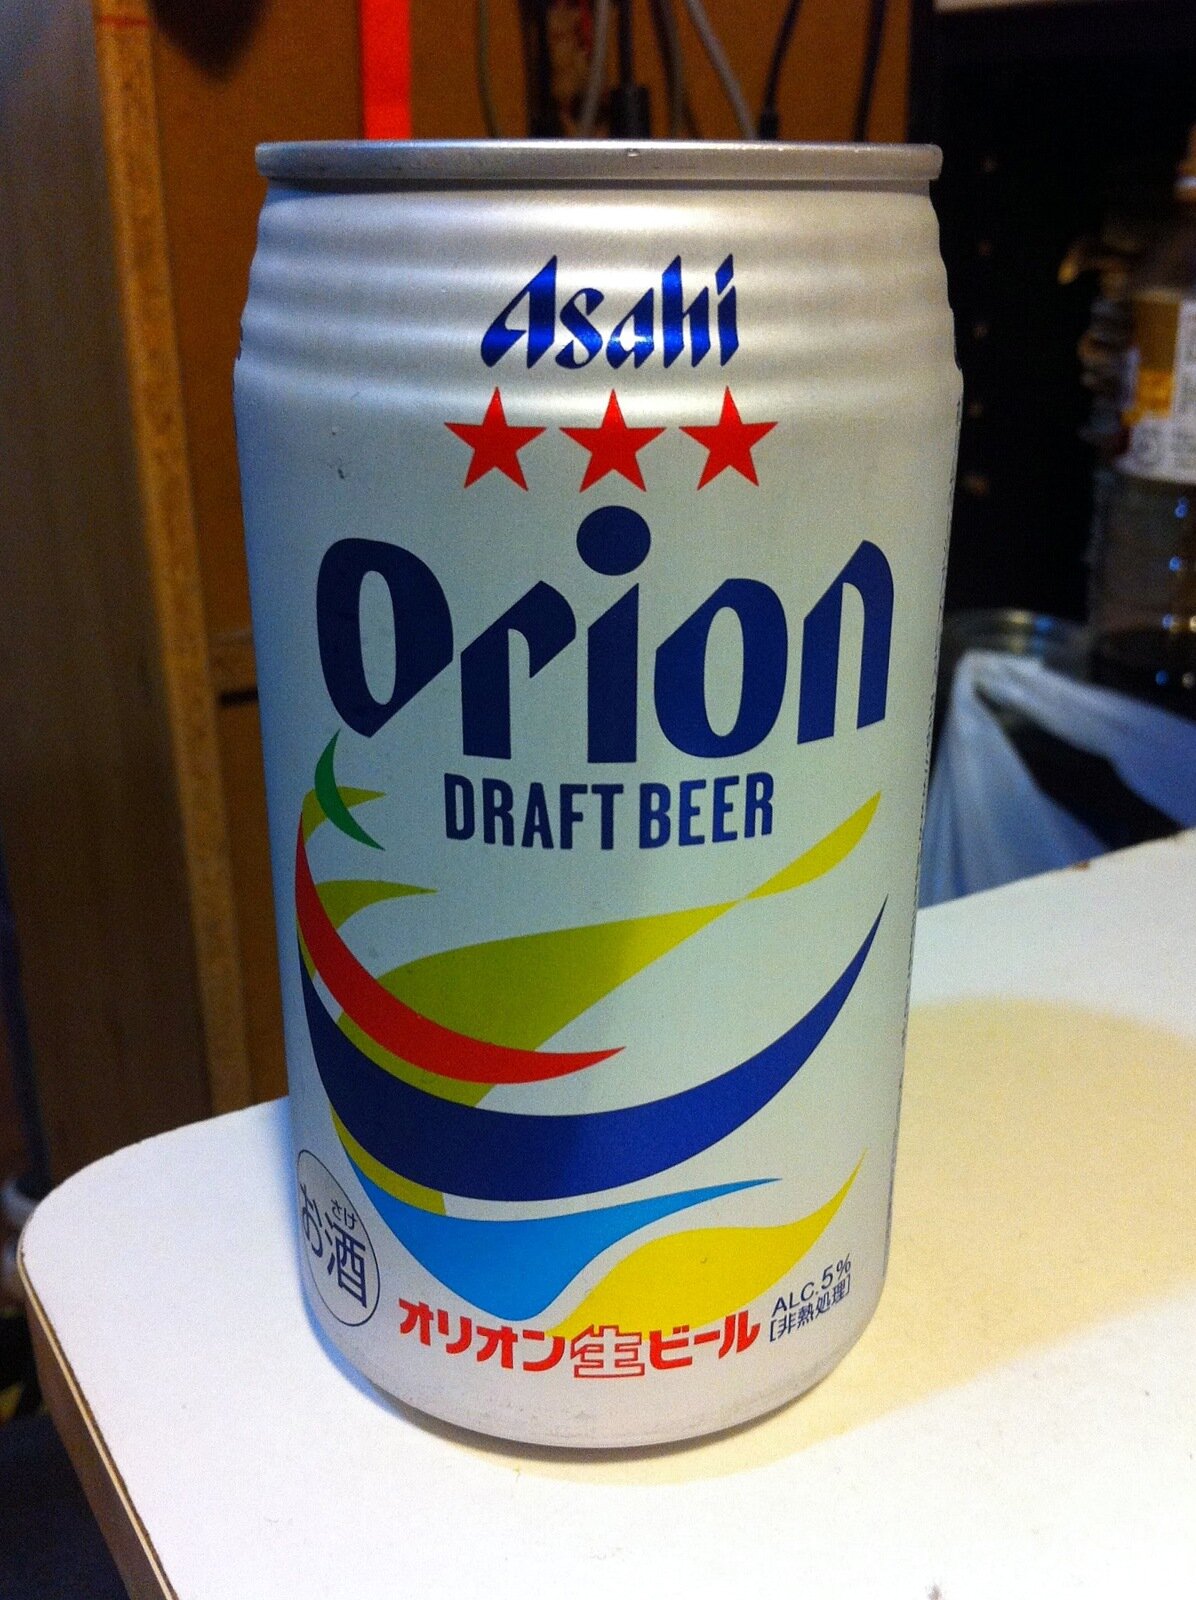 Asahi
Orion
DRAFT BEER
さけ
お酒
ALC.5%
[非熱処理]
オリオン生ビール